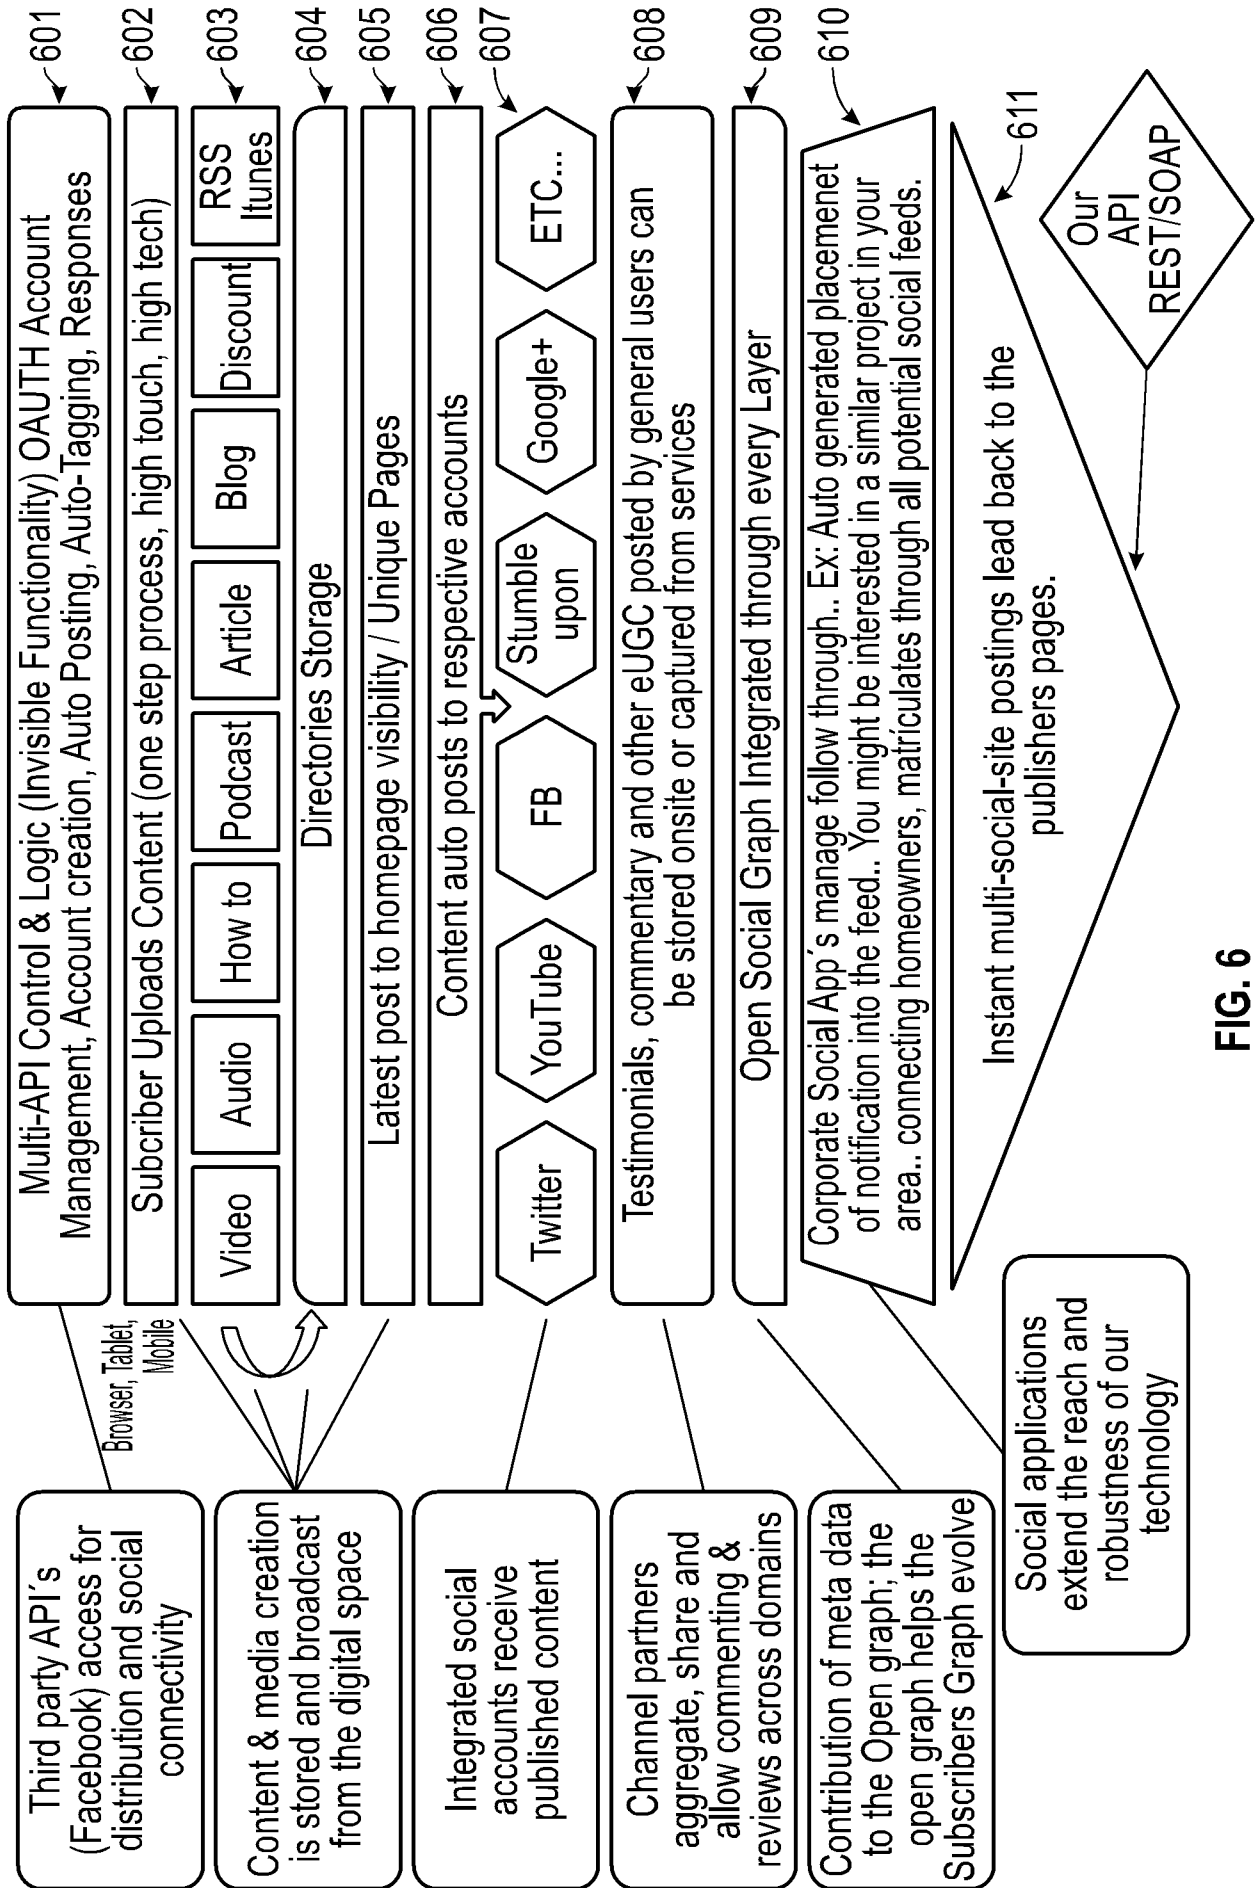 Third party API's
(Facebook) access for
distribution and social
connectivity
Browser, Tablet,
Mobile
Multi-API Control & Logic (Invisible Functionality) OAUTH Account
Management, Account creation, Auto Posting, Auto-Tagging, Responses
601
Subcriber Uploads Content (one step process, high touch, high tech)
602
Content & media creation
is stored and broadcast
from the digital space
Video
Audio
How to
Podcast
Article
Blog
Discount
RSS
Itunes
603
Directories Storage
604
Latest post to homepage visibility / Unique Pages
605
Content auto posts to respective accounts
606
Integrated social
accounts receive
published content
Twitter
YouTube
FB
Stumble
upon
Google+
ETC...
607
Channel partners
aggregate, share and
allow commenting &
reviews across domains
Testimonials, commentary and other eUGC posted by general users can
be stored onsite or captured from services
608
Contribution of meta data
to the Open graph; the
open graph helps the
Subscribers Graph evolve
Open Social Graph Integrated through every Layer
609
Social applications
extend the reach and
robustness of our
technology
Corporate Social App's manage follow through.. Ex: Auto generated placemenet
of notification into the feed.. You might be interested in a similar project in your
area.. connecting homeowners, matriculates through all potential social feeds.
610
Instant multi-social-site postings lead back to the
publishers pages.
611
Our
API
REST/SOAP
FIG. 6